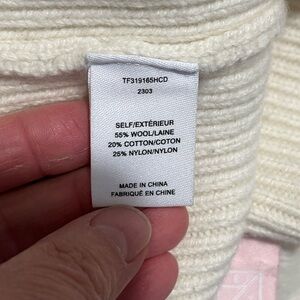 TF319165HCD
2303
SELF/EXTÉRIEUR
55% WOOL/LAINE
20% COTTON/COTON
25% NYLON/NYLON
MADE IN CHINA
FABRIQUÉ EN CHINE